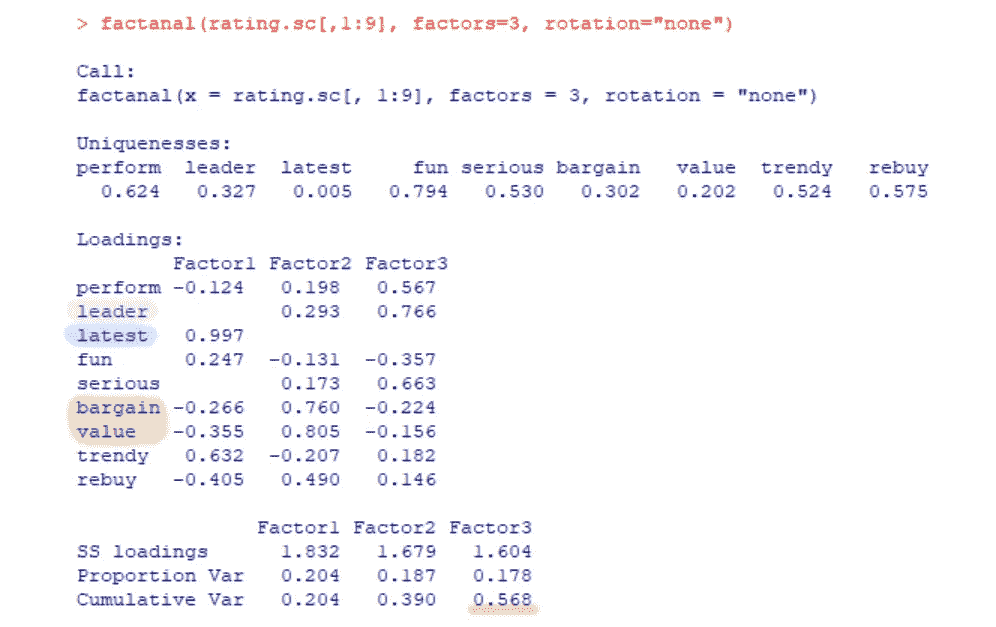 > factanal(rating.sc[,1:9], factors=3, rotation="none")
Call:
factanal(x = rating.sc[, 1:9], factors = 3, rotation = "none")
Uniquenesses:
perform leader latest fun serious bargain value trendy rebuy
0.624 0.327 0.005 0.794 0.530 0.302 0.202 0.524 0.575
Loadings:
Factor1 Factor2 Factor3
perform -0.124 0.198 0.567
leader 0.293 0.766
latest 0.997
fun 0.247 -0.131 -0.357
serious 0.173 0.663
bargain -0.266 0.760 -0.224
value -0.355 0.805 -0.156
trendy 0.632 -0.207 0.182
rebuy -0.405 0.490 0.146
Factor1 Factor2 Factor3
SS loadings 1.832 1.679 1.604
Proportion Var 0.204 0.187 0.178
Cumulative Var 0.204 0.390 0.568